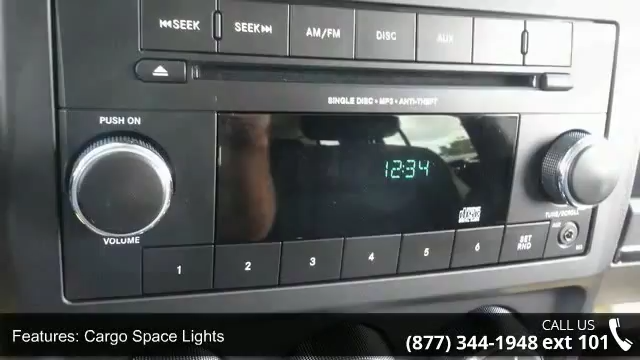 SEEK
SEEK
AM/FM
DISC
AUX
SINGLE DISC • MP3 • ANTI-THEFT
PUSH ON
12:34
VOLUME
TUNE/SCROLL
1
2
3
4
5
6
SET
RND
Features: Cargo Space Lights
CALL US
(877) 344-1948 ext 101